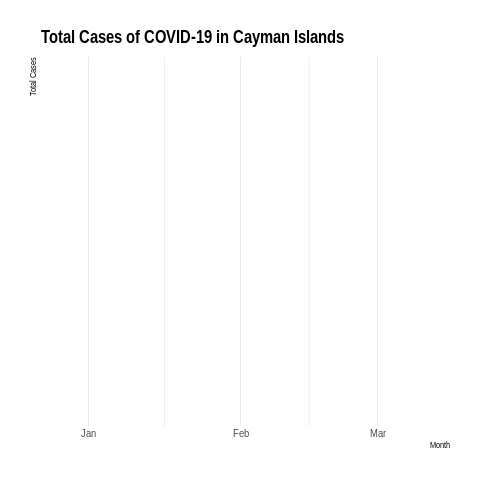 Total Cases of COVID-19 in Cayman Islands
Total Cases
Jan Feb Mar
Month